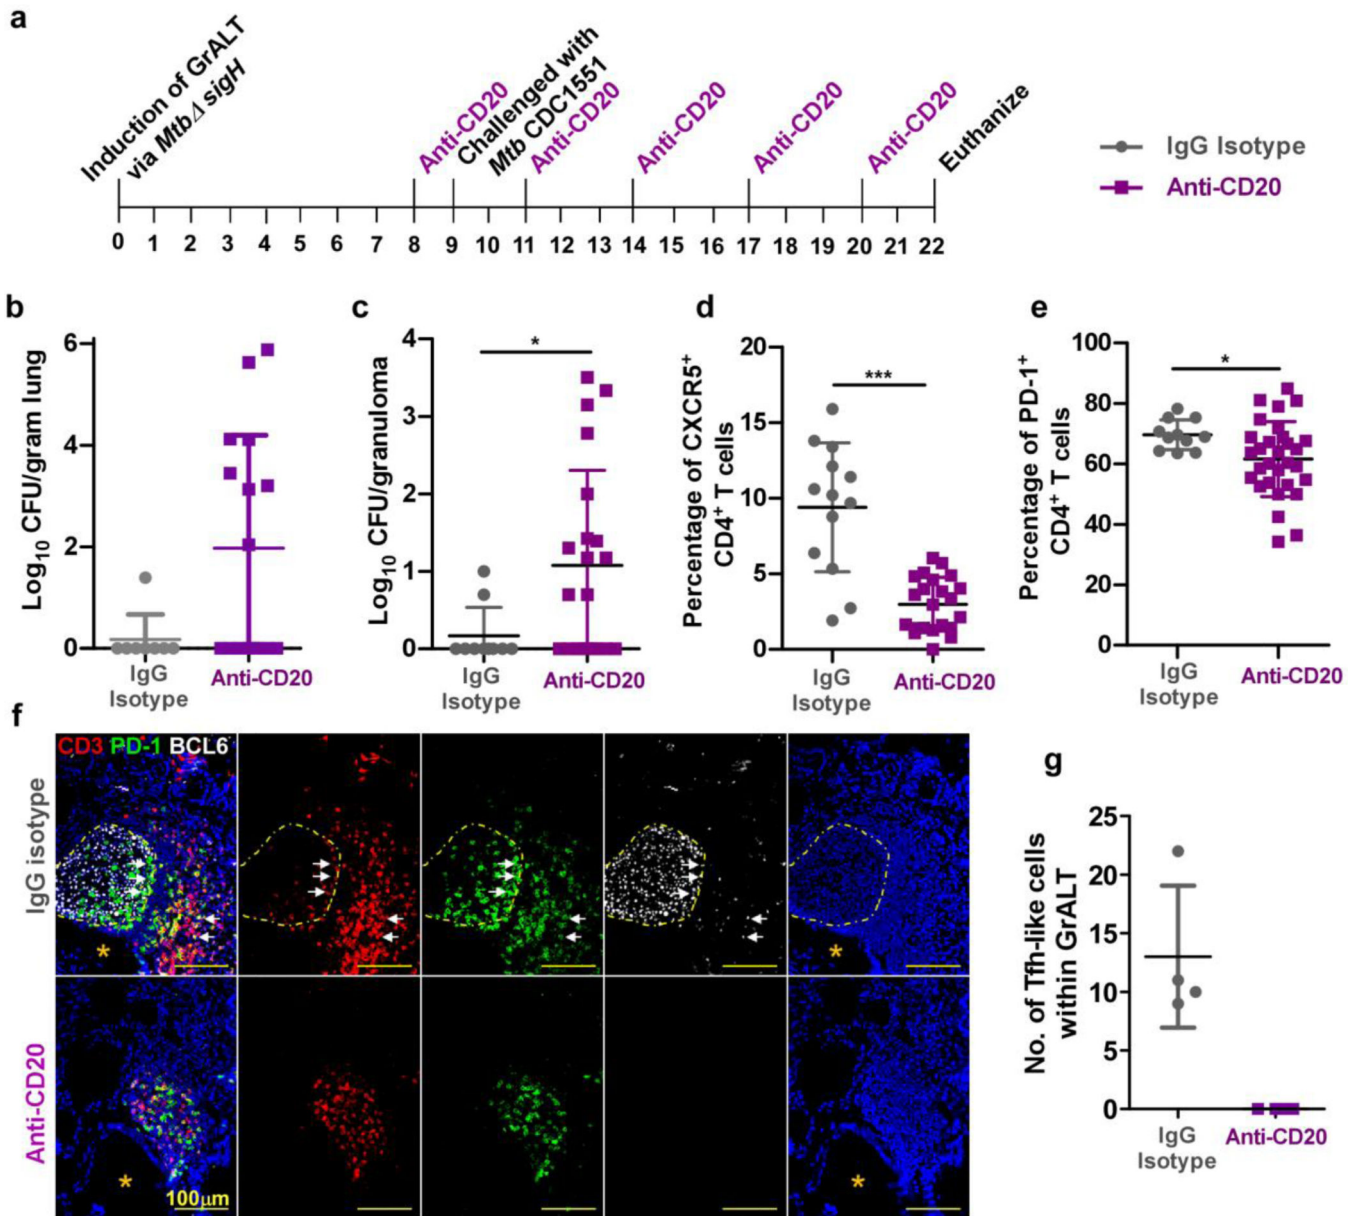 a
Induction of GrALT
via MtbΔ sigH
Anti-CD20
Challenged with
Mtb CDC1551
Anti-CD20
Anti-CD20
Anti-CD20
Anti-CD20
Euthanize
0 1 2 3 4 5 6 7 8 9 10 11 12 13 14 15 16 17 18 19 20 21 22
IgG Isotype
Anti-CD20
b
Log10 CFU/gram lung
6
4
2
0
IgG
Isotype
Anti-CD20
c
Log10 CFU/granuloma
4
3
2
1
0
*
IgG
Isotype
Anti-CD20
d
Percentage of CXCR5+
CD4+ T cells
20
15
10
5
0
***
IgG
Isotype
Anti-CD20
e
Percentage of PD-1+
CD4+ T cells
100
80
60
40
20
0
*
IgG
Isotype
Anti-CD20
f
CD3 PD-1 BCL6
IgG isotype
*
*
Anti-CD20
*
*
100µm
g
No. of Tfh-like cells
within GrALT
25
20
15
10
5
0
IgG
Isotype
Anti-CD20